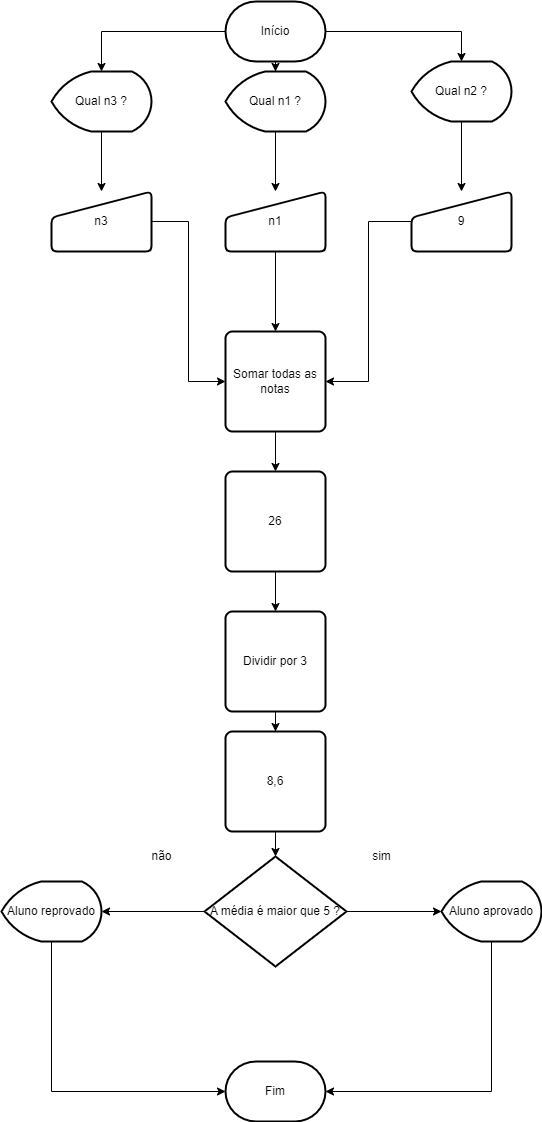 Início
Qual n3 ?
Qual n1 ?
Qual n2 ?
n3
n1
9
Somar todas as
notas
26
Dividir por 3
8,6
não
sim
Aluno reprovado
A média é maior que 5 ?
Aluno aprovado
Fim